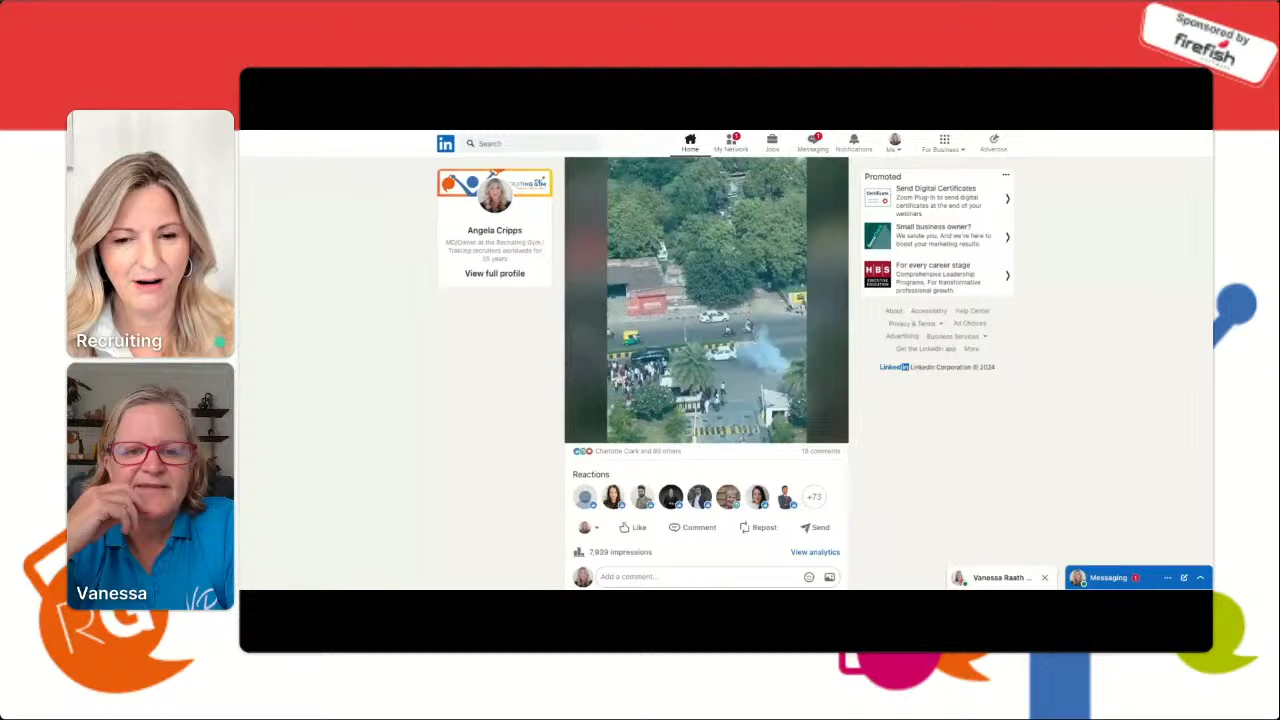 Sponsored by
firefish
Recruiting
Vanessa
Search
Home
My Network
Jobs
Messaging
Notifications
Me
For Business
Advertise
Angela Cripps
MD/Owner at the Recruiting Gym |
Training recruiters worldwide for
35 years
View full profile
Charlotte Clark and 80 others
19 comments
Reactions
+73
Like
Comment
Repost
Send
7,939 impressions
View analytics
Add a comment...
Promoted
Send Digital Certificates
Zoom Plug-in to send digital
certificates at the end of your
webinars
Small business owner?
We salute you. And we're here to
boost your marketing results.
HBS
For every career stage
Comprehensive Leadership
Programs. For transformative
professional growth.
About Accessibility Help Center
Privacy & Terms Ad Choices
Advertising Business Services
Get the LinkedIn app More
LinkedIn LinkedIn Corporation © 2024
Vanessa Raath ...
Messaging 1
RG